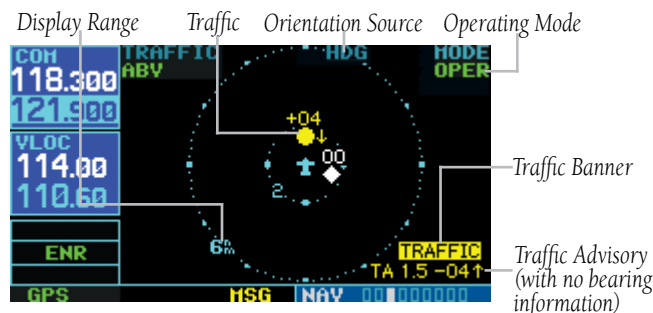 Display Range
Traffic
Orientation Source
Operating Mode
COM
118.300
121.900
VLOC
114.00
110.60
ENR
GPS
TRAFFIC
ABV
HDG
MODE
OPER
+04
↓
00
2
6nm
TRAFFIC
TA 1.5 -04↑
MSG
NAV
Traffic Banner
Traffic Advisory
(with no bearing
information)